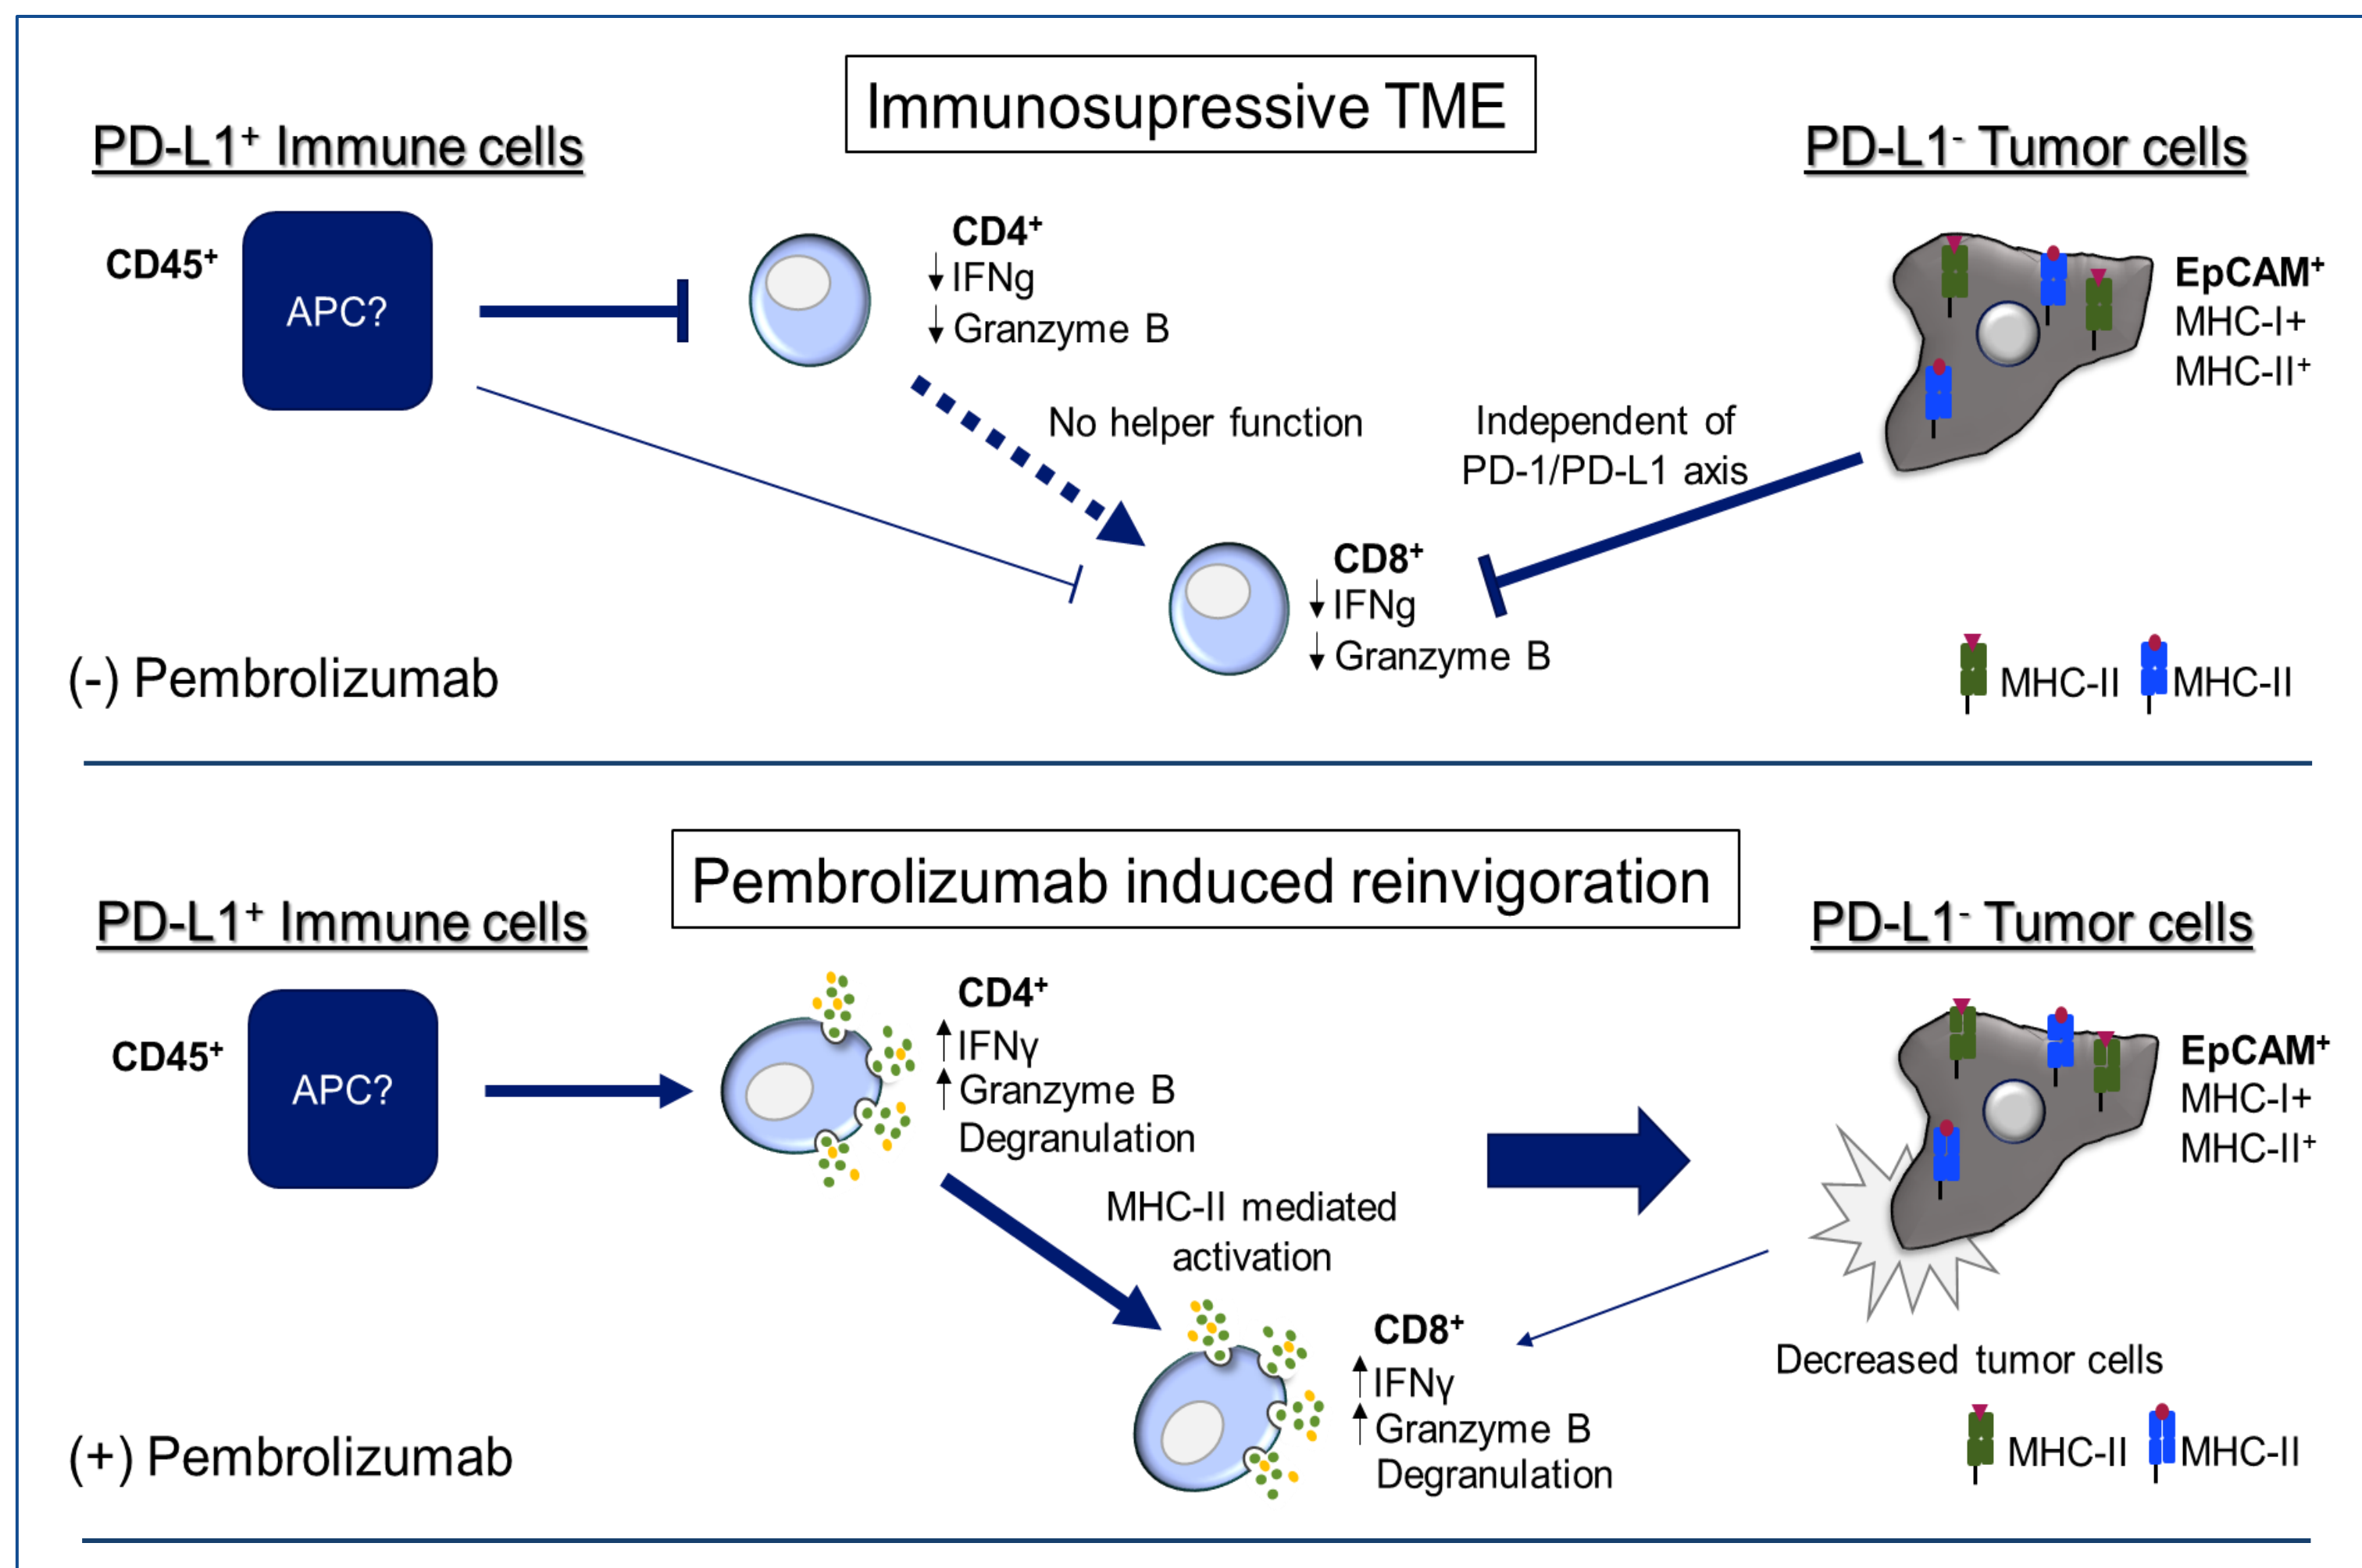 Immunosupressive TME
PD-L1⁺ Immune cells
PD-L1⁻ Tumor cells
CD45⁺
APC?
CD4⁺
↓ IFNg
↓ Granzyme B
EpCAM⁺
MHC-I+
MHC-II⁺
No helper function
Independent of
PD-1/PD-L1 axis
CD8⁺
↓ IFNg
↓ Granzyme B
(-) Pembrolizumab
MHC-II MHC-II
Pembrolizumab induced reinvigoration
PD-L1⁺ Immune cells
PD-L1⁻ Tumor cells
CD45⁺
APC?
CD4⁺
↑ IFNγ
↑ Granzyme B
Degranulation
EpCAM⁺
MHC-I+
MHC-II⁺
MHC-II mediated
activation
CD8⁺
↑ IFNγ
↑ Granzyme B
Degranulation
Decreased tumor cells
(+) Pembrolizumab
MHC-II MHC-II